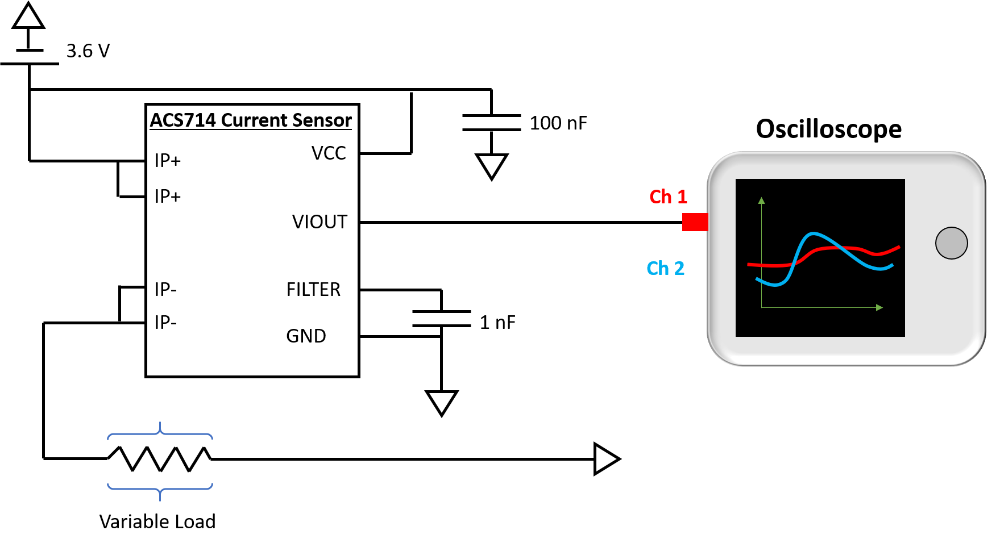 3.6 V
ACS714 Current Sensor
IP+
VCC
IP+
VIOUT
IP-
FILTER
IP-
GND
100 nF
1 nF
Oscilloscope
Ch 1
Ch 2
Variable Load